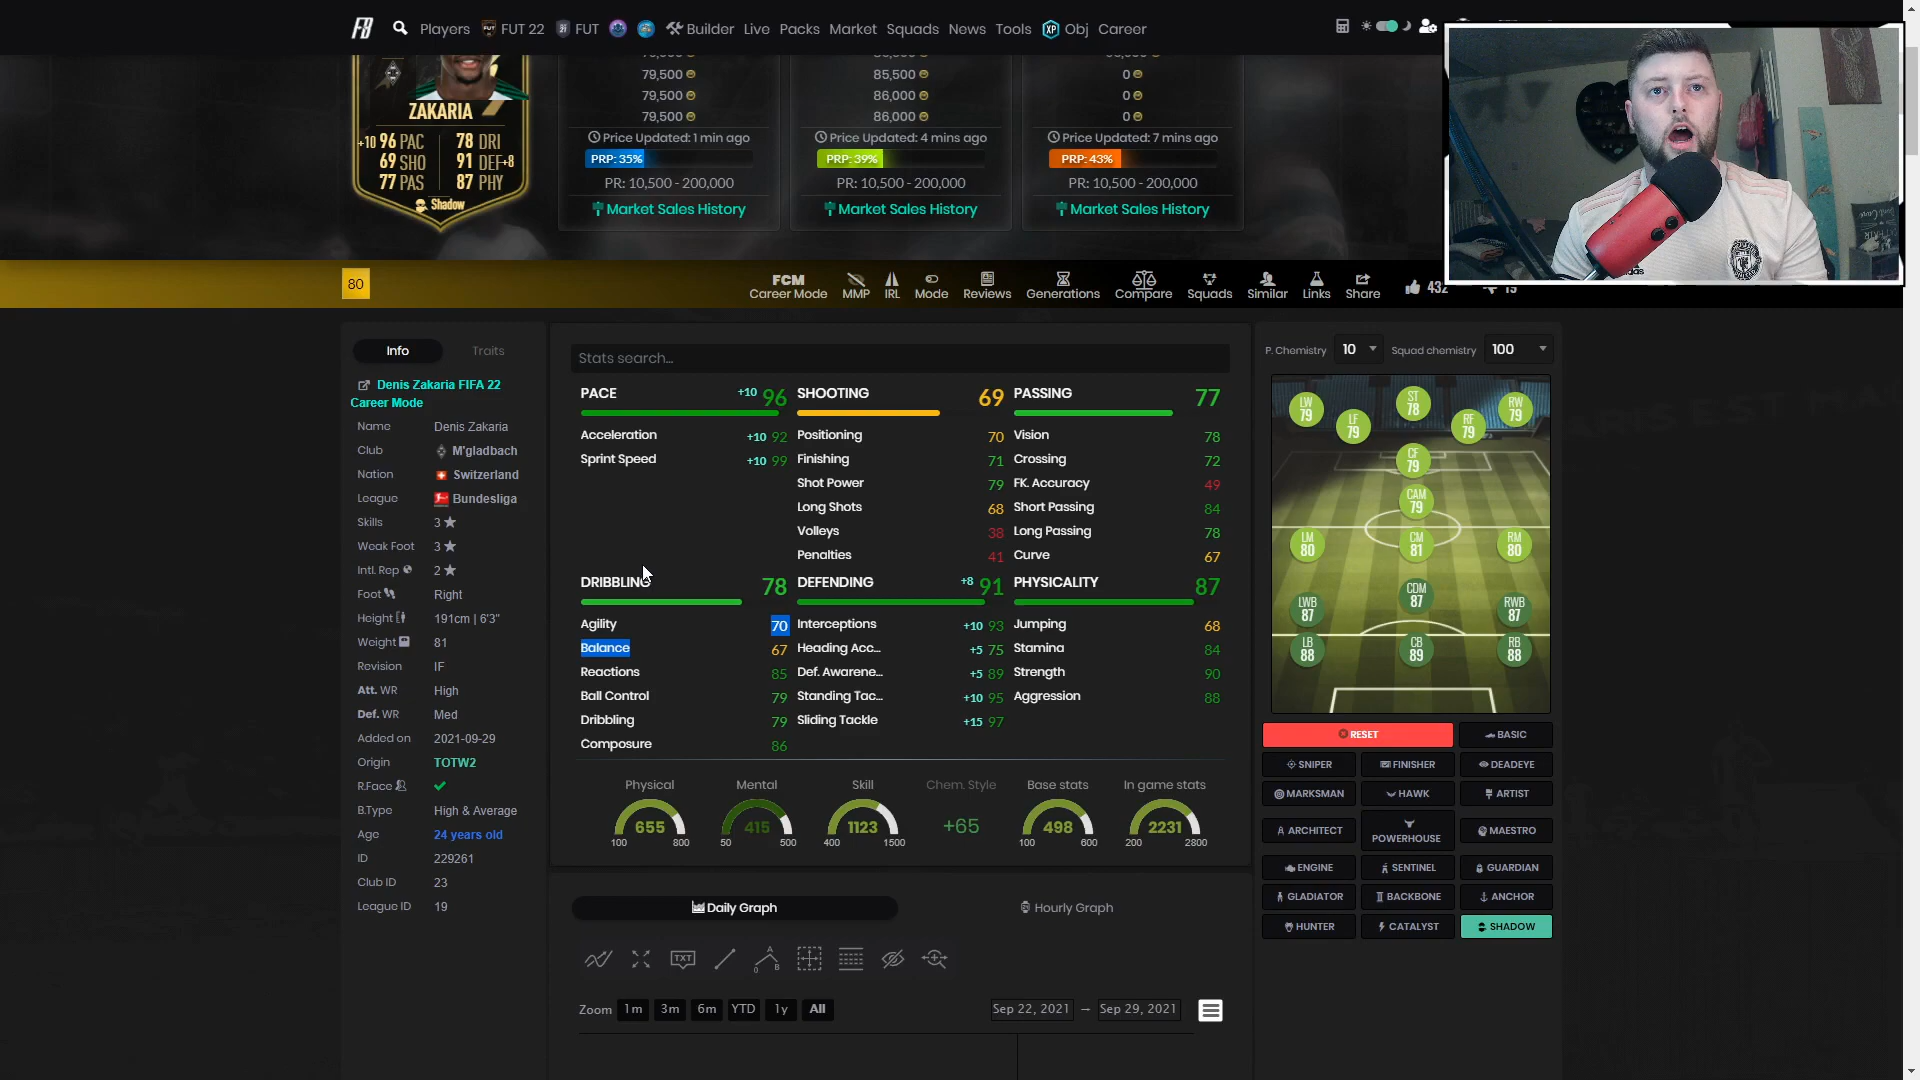 Players FUT 22 FUT Builder Live Packs Market Squads News Tools XP Obj Career
79,500 85,500 0
79,500 86,000 0
79,500 86,000 0
Price Updated: 1 min ago Price Updated: 4 mins ago Price Updated: 7 mins ago
PRP: 35% PRP: 39% PRP: 43%
PR: 10,500 - 200,000 PR: 10,500 - 200,000 PR: 10,500 - 200,000
Market Sales History Market Sales History Market Sales History
ZAKARIA
+10 96 PAC 78 DRI
69 SHO 91 DEF+8
77 PAS 87 PHY
Shadow
80
FCM
Career Mode MMP IRL Mode Reviews Generations Compare Squads Similar Links Share 432
Info Traits
Denis Zakaria FIFA 22
Career Mode
Name Denis Zakaria
Club M'gladbach
Nation Switzerland
League Bundesliga
Skills 3
Weak Foot 3
Intl. Rep 2
Foot Right
Height 191cm | 6'3"
Weight 81
Revision IF
Att. WR High
Def. WR Med
Added on 2021-09-29
Origin TOTW2
R.Face
B.Type High & Average
Age 24 years old
ID 229261
Club ID 23
League ID 19
Stats search...
PACE +10 96
Acceleration +10 92
Sprint Speed +10 99
SHOOTING 69
Positioning 70
Finishing 71
Shot Power 79
Long Shots 68
Volleys 38
Penalties 41
PASSING 77
Vision 78
Crossing 72
FK. Accuracy 49
Short Passing 84
Long Passing 78
Curve 67
DRIBBLING 78
Agility 70
Balance 67
Reactions 85
Ball Control 79
Dribbling 79
Composure 86
DEFENDING +8 91
Interceptions +10 93
Heading Acc... +5 75
Def. Awarene... +5 89
Standing Tac... +10 95
Sliding Tackle +15 97
PHYSICALITY 87
Jumping 68
Stamina 84
Strength 90
Aggression 88
Physical Mental Skill Chem. Style Base stats In game stats
655 415 1123 +65 498 2231
100 800 50 500 400 1500 100 600 200 2800
Daily Graph Hourly Graph
TXT
0 A B
Zoom 1m 3m 6m YTD 1y All Sep 22, 2021 → Sep 29, 2021
P. Chemistry 10 Squad chemistry 100
LW 79
LF 79
ST 78
RF 79
RW 79
CF 79
CAM 79
LM 80
CM 81
RM 80
LWB 87
CDM 87
RWB 87
LB 88
CB 89
RB 88
RESET BASIC
SNIPER FINISHER DEADEYE
MARKSMAN HAWK ARTIST
ARCHITECT POWERHOUSE MAESTRO
ENGINE SENTINEL GUARDIAN
GLADIATOR BACKBONE ANCHOR
HUNTER CATALYST SHADOW